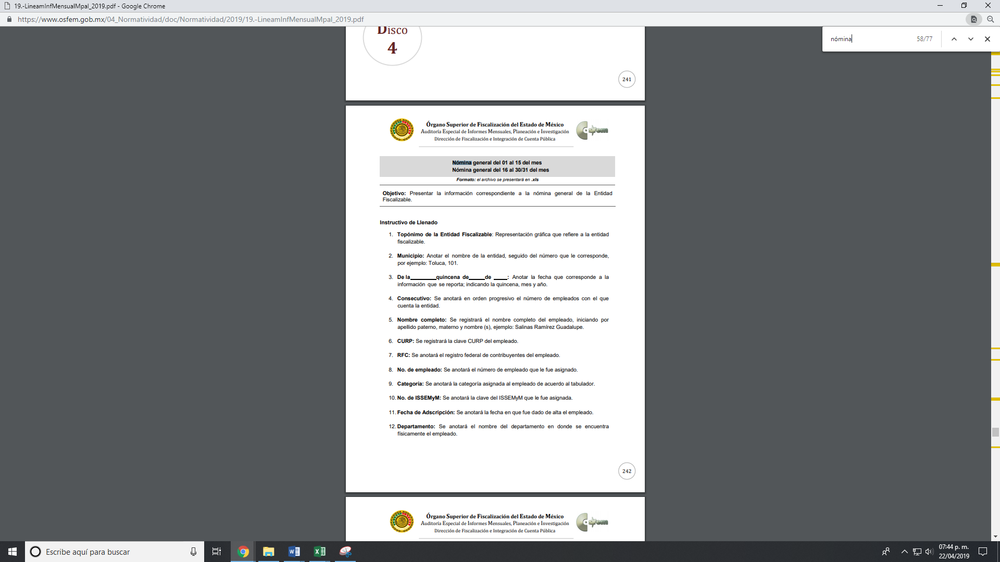 19.-LineamInfMensualMpal_2019.pdf - Google Chrome
https://www.osfem.gob.mx/04_Normatividad/doc/Normatividad/2019/19.-LineamInfMensualMpal_2019.pdf
nómina 58/77
Disco
4
241
Órgano Superior de Fiscalización del Estado de México
Auditoría Especial de Informes Mensuales, Planeación e Investigación
Dirección de Fiscalización e Integración de Cuenta Pública
osfem
Nómina general del 01 al 15 del mes
Nómina general del 16 al 30/31 del mes
Formato: el archivo se presentará en .xls
Objetivo: Presentar la información correspondiente a la nómina general de la Entidad
Fiscalizable.
Instructivo de Llenado
1. Topónimo de la Entidad Fiscalizable: Representación gráfica que refiere a la entidad
fiscalizable.
2. Municipio: Anotar el nombre de la entidad, seguido del número que le corresponde,
por ejemplo: Toluca, 101.
3. De la_________quincena de_____de ____: Anotar la fecha que corresponde a la
información que se reporta; indicando la quincena, mes y año.
4. Consecutivo: Se anotará en orden progresivo el número de empleados con el que
cuenta la entidad.
5. Nombre completo: Se registrará el nombre completo del empleado, iniciando por
apellido paterno, materno y nombre (s), ejemplo: Salinas Ramírez Guadalupe.
6. CURP: Se registrará la clave CURP del empleado.
7. RFC: Se anotará el registro federal de contribuyentes del empleado.
8. No. de empleado: Se anotará el número de empleado que le fue asignado.
9. Categoría: Se anotará la categoría asignada al empleado de acuerdo al tabulador.
10. No. de ISSEMyM: Se anotará la clave del ISSEMyM que le fue asignada.
11. Fecha de Adscripción: Se anotará la fecha en que fue dado de alta el empleado.
12. Departamento: Se anotará el nombre del departamento en donde se encuentra
físicamente el empleado.
242
Órgano Superior de Fiscalización del Estado de México
Auditoría Especial de Informes Mensuales, Planeación e Investigación
Dirección de Fiscalización e Integración de Cuenta Pública
osfem
Escribe aquí para buscar
07:44 p. m.
22/04/2019